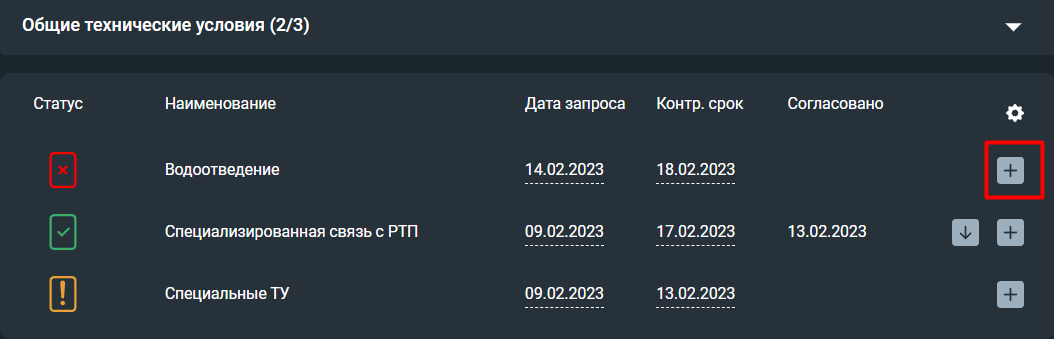 Общие технические условия (2/3)
Статус Наименование Дата запроса Контр. срок Согласовано
Водоотведение 14.02.2023 18.02.2023
Специализированная связь с РТП 09.02.2023 17.02.2023 13.02.2023
Специальные ТУ 09.02.2023 13.02.2023